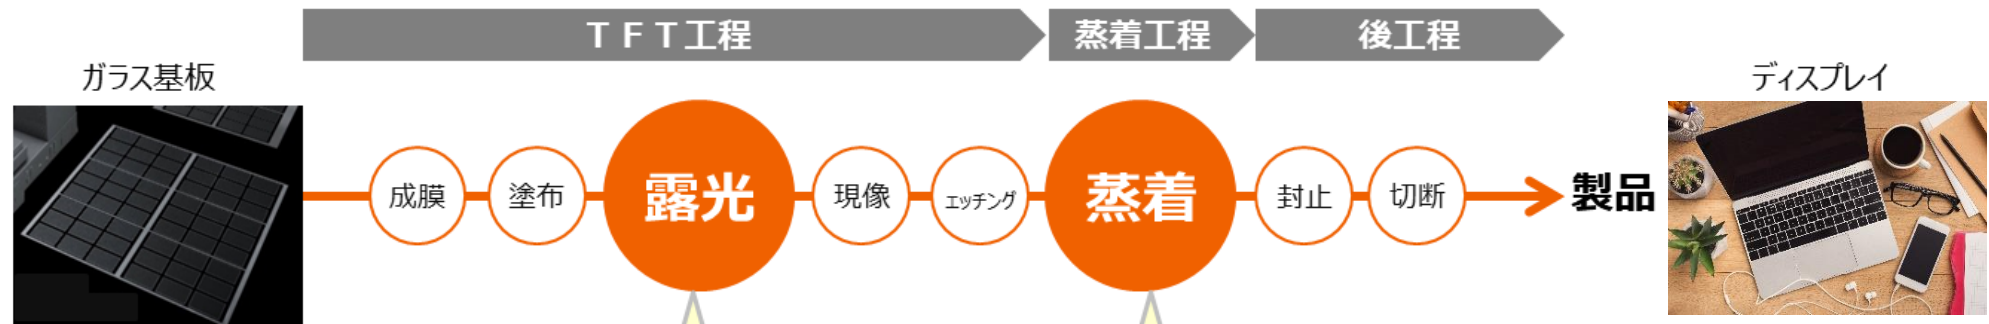 ＴＦＴ工程
蒸着工程
後工程
ガラス基板
ディスプレイ
成膜
塗布
露光
現像
エッチング
蒸着
封止
切断
製品